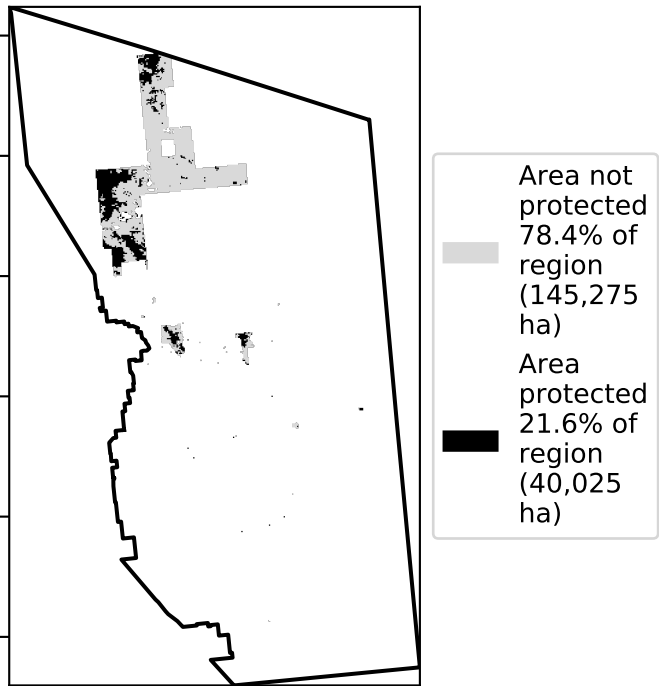 Area not
protected
78.4% of
region
(145,275
ha)
Area
protected
21.6% of
region
(40,025
ha)